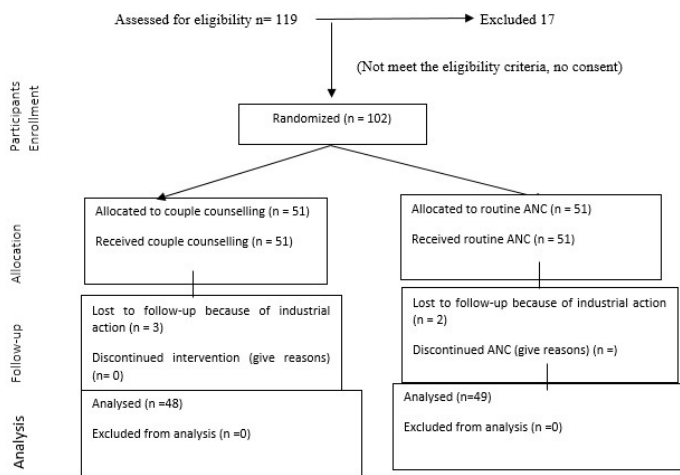 Assessed for eligibility n= 119
Excluded 17
(Not meet the eligibility criteria, no consent)
Participants
Enrollment
Randomized (n = 102)
Allocation
Allocated to couple counselling (n = 51)
Received couple counselling (n = 51)
Allocated to routine ANC (n = 51)
Received routine ANC (n = 51)
Follow-up
Lost to follow-up because of industrial
action (n = 3)
Discontinued intervention (give reasons)
(n= 0)
Lost to follow-up because of industrial action
(n = 2)
Discontinued ANC (give reasons) (n =)
Analysis
Analysed (n =48)
Excluded from analysis (n =0)
Analysed (n=49)
Excluded from analysis (n =0)